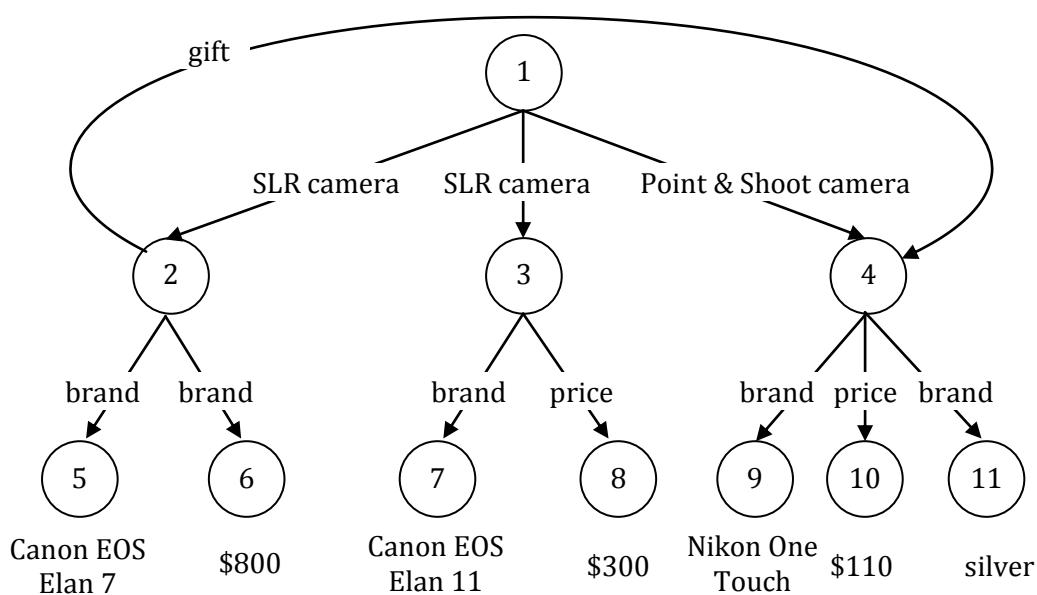 gift
1
SLR camera
SLR camera
Point & Shoot camera
2
3
4
brand
brand
brand
price
brand
price
brand
5
6
7
8
9
10
11
Canon EOS
Elan 7
$800
Canon EOS
Elan 11
$300
Nikon One
Touch
$110
silver